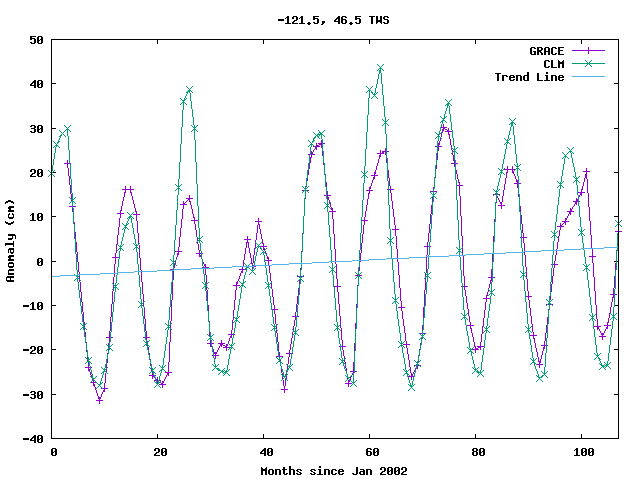 -121.5, 46.5 TWS
GRACE
CLM
Trend Line
50
40
30
20
10
0
-10
-20
-30
-40
Anomaly (cm)
0 20 40 60 80 100
Months since Jan 2002